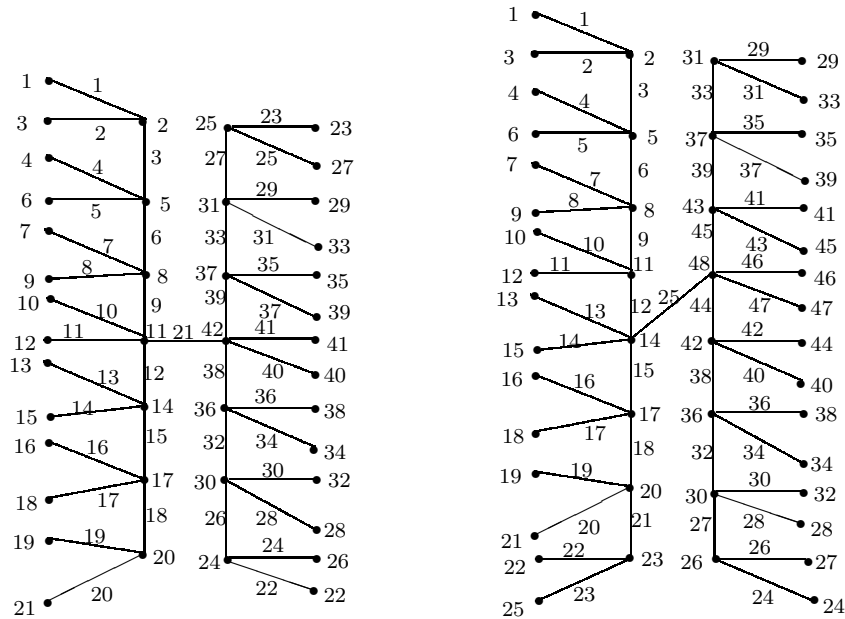 1 1
3 2 2
3
4 4
6 5 5
6
7 7
9 8 8
9
10 10
12 11 11
12
13 13
15 14 14
15
16 16
18 17 17
18
19 19
21 20 20
21
25 23 23
25 27
27
31 29 29
31 33
33
37 35 35
37 39
39
42 41 41
40 40
38
36 36 38
34 34
32
30 30 32
28 28
26
24 24 26
22 22
1 1
3 2 2
3
4 4
6 5 5
6
7 7
9 8 8
9
10 10
12 11 11
12
13 13
15 14 14
15
16 16
18 17 17
18
19 19
21 20 20
21
22 22
25 23 23
25
31 29 29
31 33
33
37 35 35
37 39
39
43 41 41
43 45
45
48 46 46
47 47
44
42 42 44
40 40
38
36 36 38
34 34
32
30 30 32
28 28
27
26 26 27
24 24